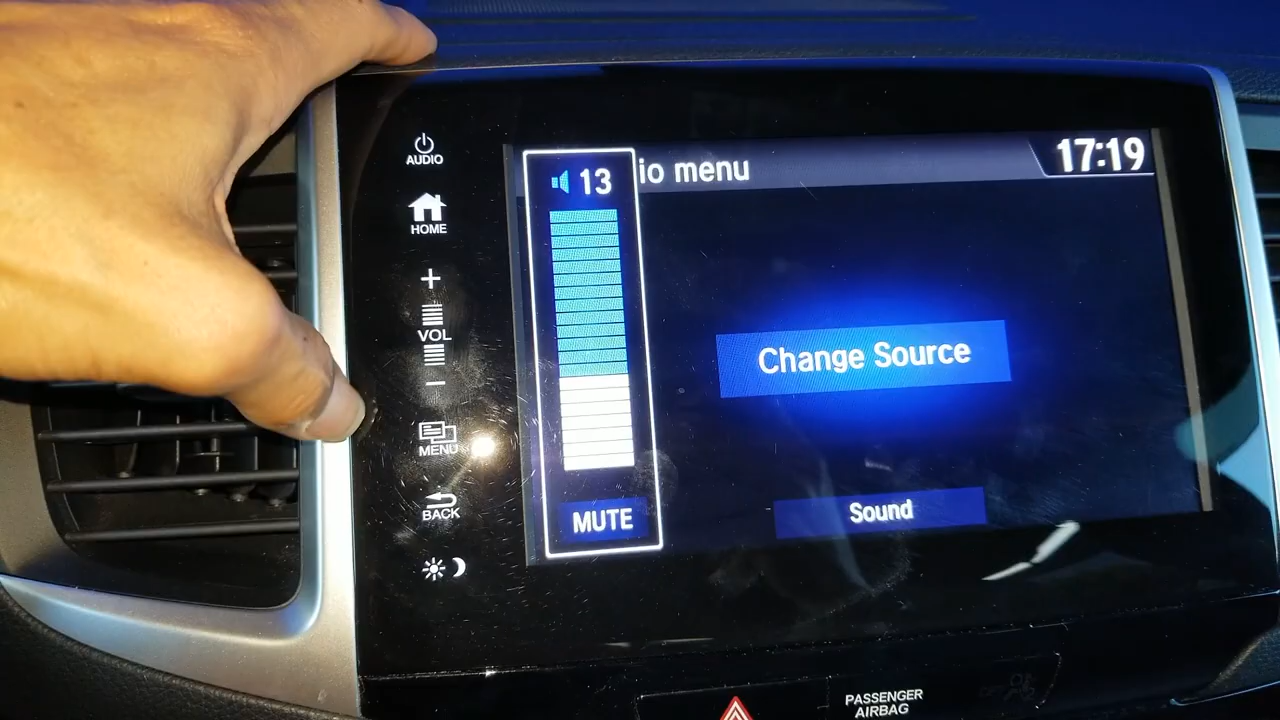 AUDIO
HOME
+
VOL
-
MENU
BACK
13
MUTE
io menu
17:19
Change Source
Sound
PASSENGER
AIRBAG